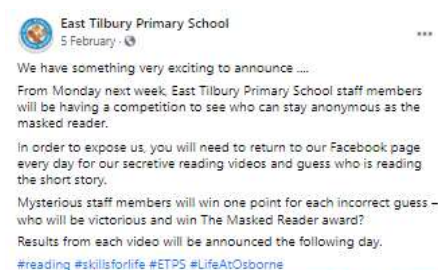 East Tilbury Primary School
5 February ·
We have something very exciting to announce ....
From Monday next week, East Tilbury Primary School staff members
will be having a competition to see who can stay anonymous as the
masked reader.
In order to expose us, you will need to return to our Facebook page
every day for our secretive reading videos and guess who is reading
the short story.
Mysterious staff members will win one point for each incorrect guess –
who will be victorious and win The Masked Reader award?
Results from each video will be announced the following day.
#reading #skillsforlife #ETPS #LifeAtOsborne